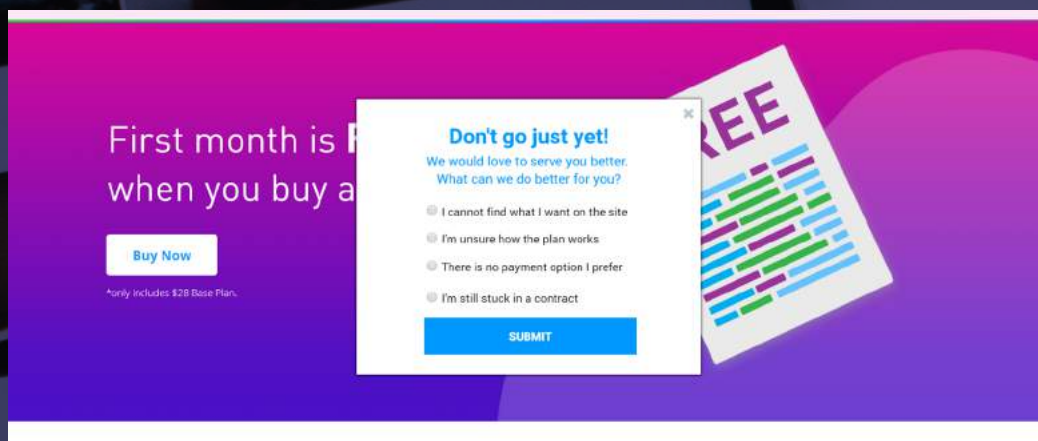 First month is
when you buy a
Buy Now
*only includes $28 Base Plan.
Don't go just yet!
We would love to serve you better.
What can we do better for you?
I cannot find what I want on the site
I'm unsure how the plan works
There is no payment option I prefer
I'm still stuck in a contract
SUBMIT
REE